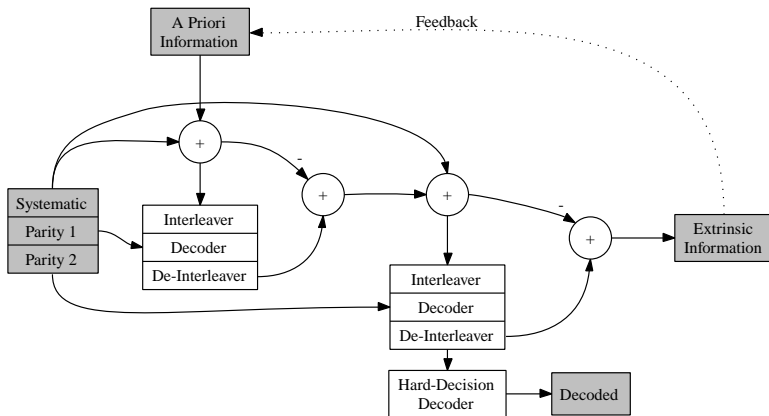 A Priori
Information
Feedback
+
-
+
+
-
+
Systematic
Parity 1
Parity 2
Interleaver
Decoder
De-Interleaver
Extrinsic
Information
Interleaver
Decoder
De-Interleaver
Hard-Decision
Decoder
Decoded